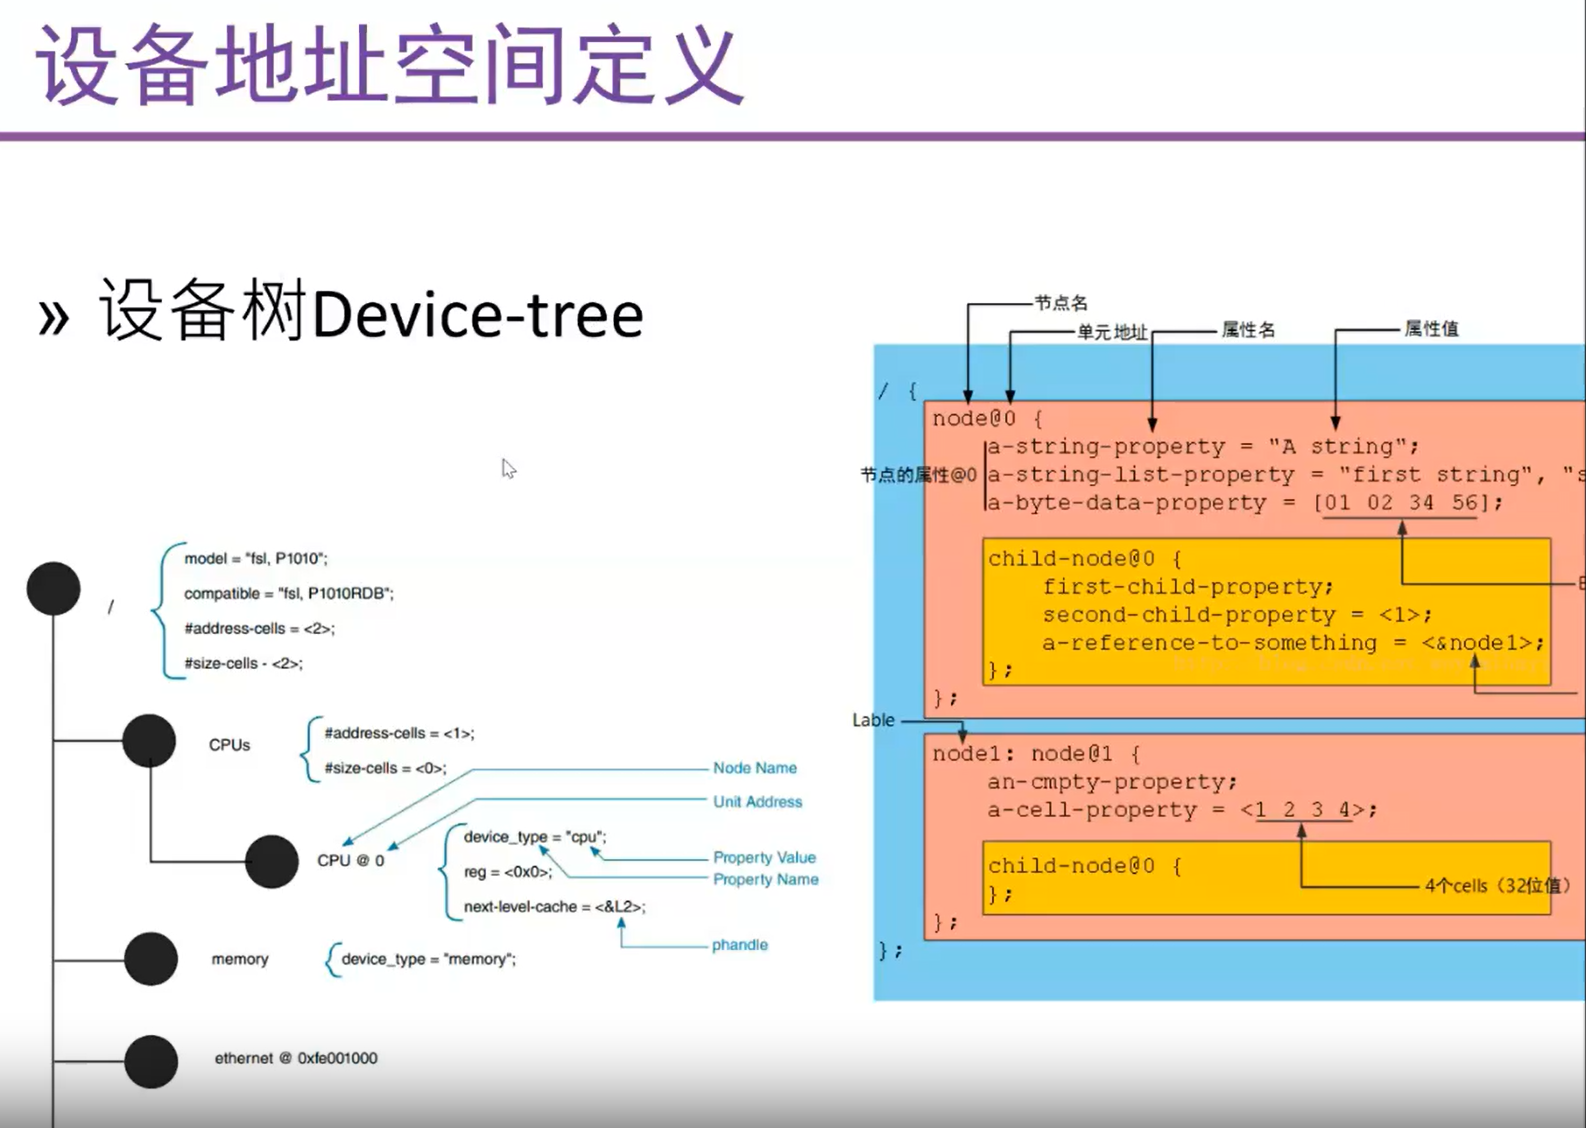 设备地址空间定义
» 设备树Device-tree
model = "fsl, P1010";
compatible = "fsl, P1010RDB";
#address-cells = <2>;
#size-cells - <2>;
/
CPUs
#address-cells = <1>;
#size-cells = <0>;
Node Name
Unit Address
CPU @ 0
device_type = "cpu";
reg = <0x0>;
next-level-cache = <&L2>;
Property Value
Property Name
phandle
memory
device_type = "memory";
ethernet @ 0xfe001000
节点名
单元地址
属性名
属性值
/ {
node@0 {
a-string-property = "A string";
节点的属性@0
a-string-list-property = "first string", "s
a-byte-data-property = [01 02 34 56];
child-node@0 {
first-child-property;
second-child-property = <1>;
a-reference-to-something = <&node1>;
};
};
Lable
node1: node@1 {
an-cmpty-property;
a-cell-property = <1 2 3 4>;
child-node@0 {
};
4个cells（32位值）
};
};